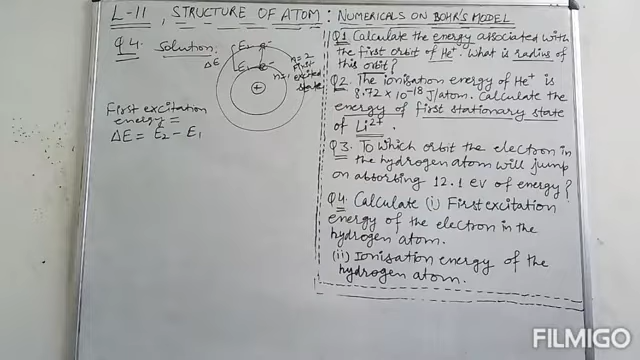 L-11, STRUCTURE OF ATOM: NUMERICALS ON BOHR'S MODEL
Q4. Solution:
E2 e-
ΔE
E1 e-
n=1
n=2
First
excited
state
+
First excitation
energy =
ΔE = E2 - E1
Q1 Calculate the energy associated with
the first orbit of He+. What is radius of
this orbit?
Q2. The ionisation energy of He+ is
8.72 × 10-18 J/atom. Calculate the
energy of first stationary state
of Li2+.
Q3. To which orbit the electron in
the hydrogen atom will jump
on absorbing 12.1 eV of energy?
Q4. Calculate (i) First excitation
energy of the electron in the
hydrogen atom.
(ii) Ionisation energy of the
hydrogen atom.
FILMIGO